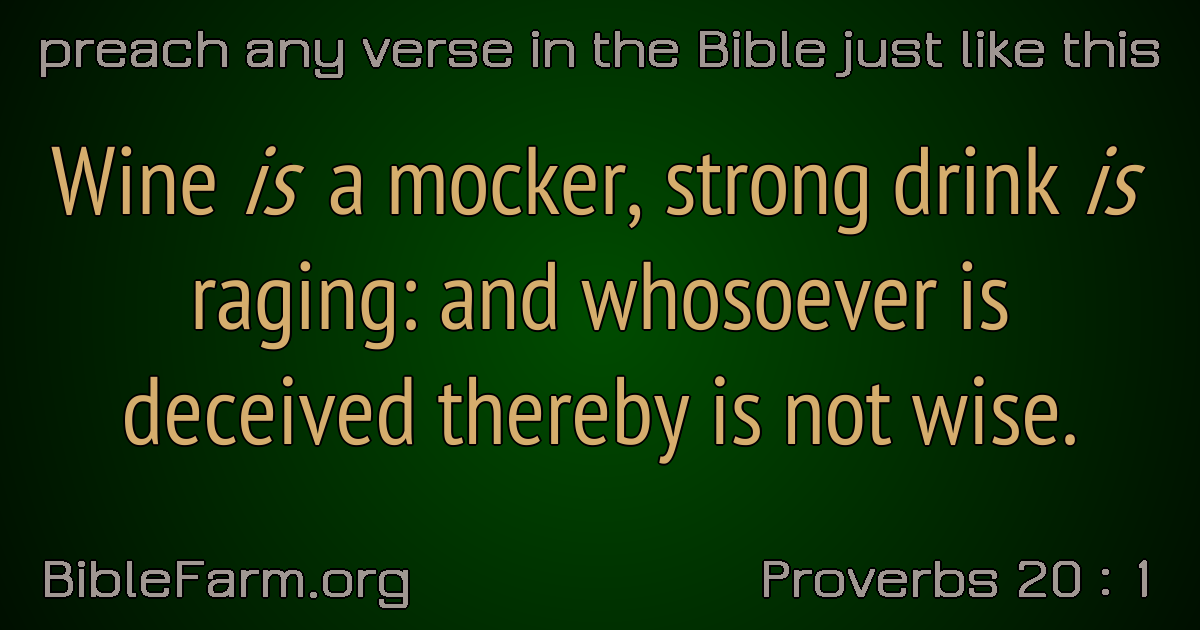 preach any verse in the Bible just like this
Wine is a mocker, strong drink is
raging: and whosoever is
deceived thereby is not wise.
BibleFarm.org
Proverbs 20 : 1